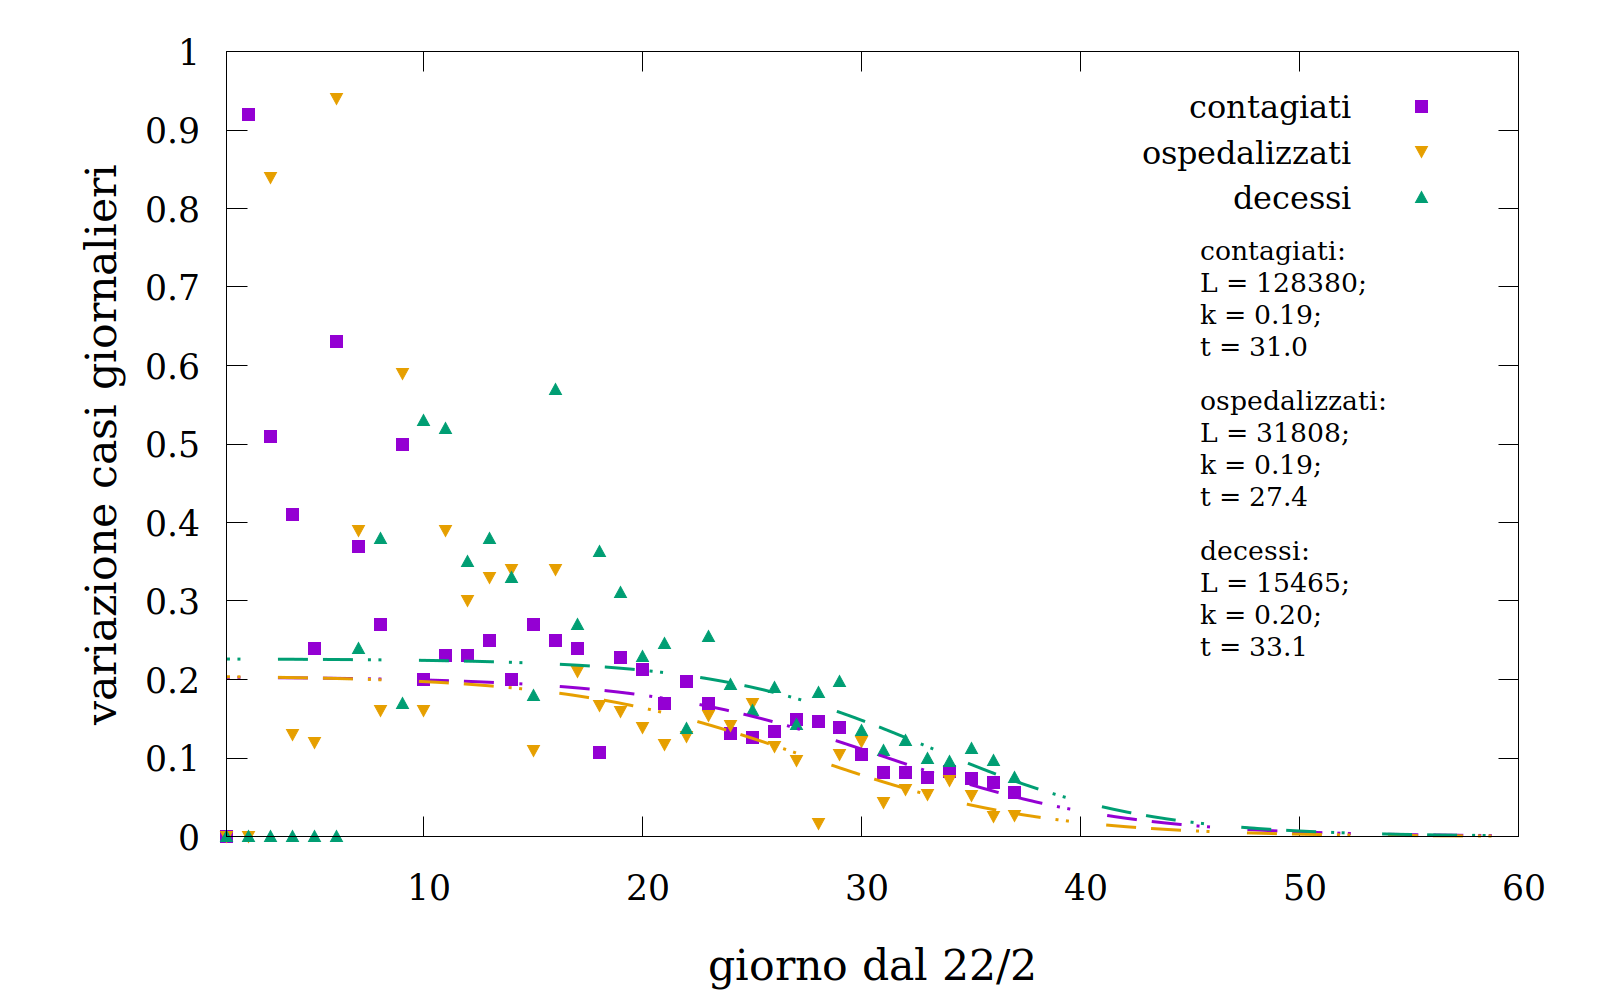 1
0.9
0.8
0.7
0.6
0.5
0.4
0.3
0.2
0.1
0
10 20 30 40 50 60
variazione casi giornalieri
giorno dal 22/2
contagiati
ospedalizzati
decessi
contagiati:
L = 128380;
k = 0.19;
t = 31.0
ospedalizzati:
L = 31808;
k = 0.19;
t = 27.4
decessi:
L = 15465;
k = 0.20;
t = 33.1